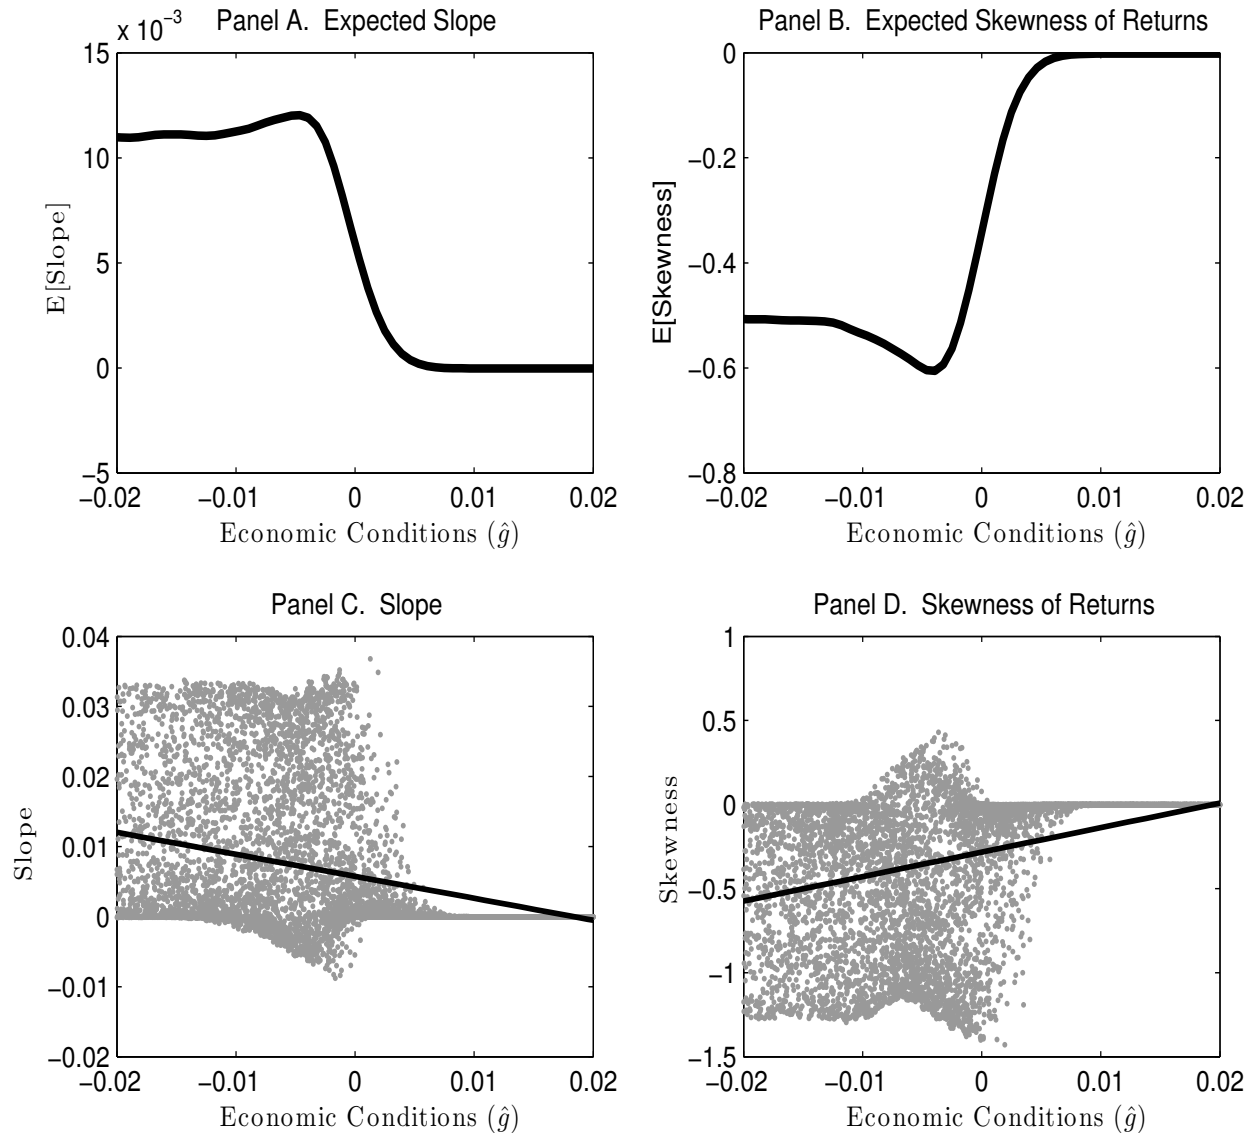 Panel A. Expected Slope
x 10⁻³
15
10
5
0
−5
E[Slope]
−0.02 −0.01 0 0.01 0.02
Economic Conditions (ĝ)
Panel B. Expected Skewness of Returns
0
−0.2
−0.4
−0.6
−0.8
E[Skewness]
−0.02 −0.01 0 0.01 0.02
Economic Conditions (ĝ)
Panel C. Slope
0.04
0.03
0.02
0.01
0
−0.01
−0.02
Slope
−0.02 −0.01 0 0.01 0.02
Economic Conditions (ĝ)
Panel D. Skewness of Returns
1
0.5
0
−0.5
−1
−1.5
Skewness
−0.02 −0.01 0 0.01 0.02
Economic Conditions (ĝ)